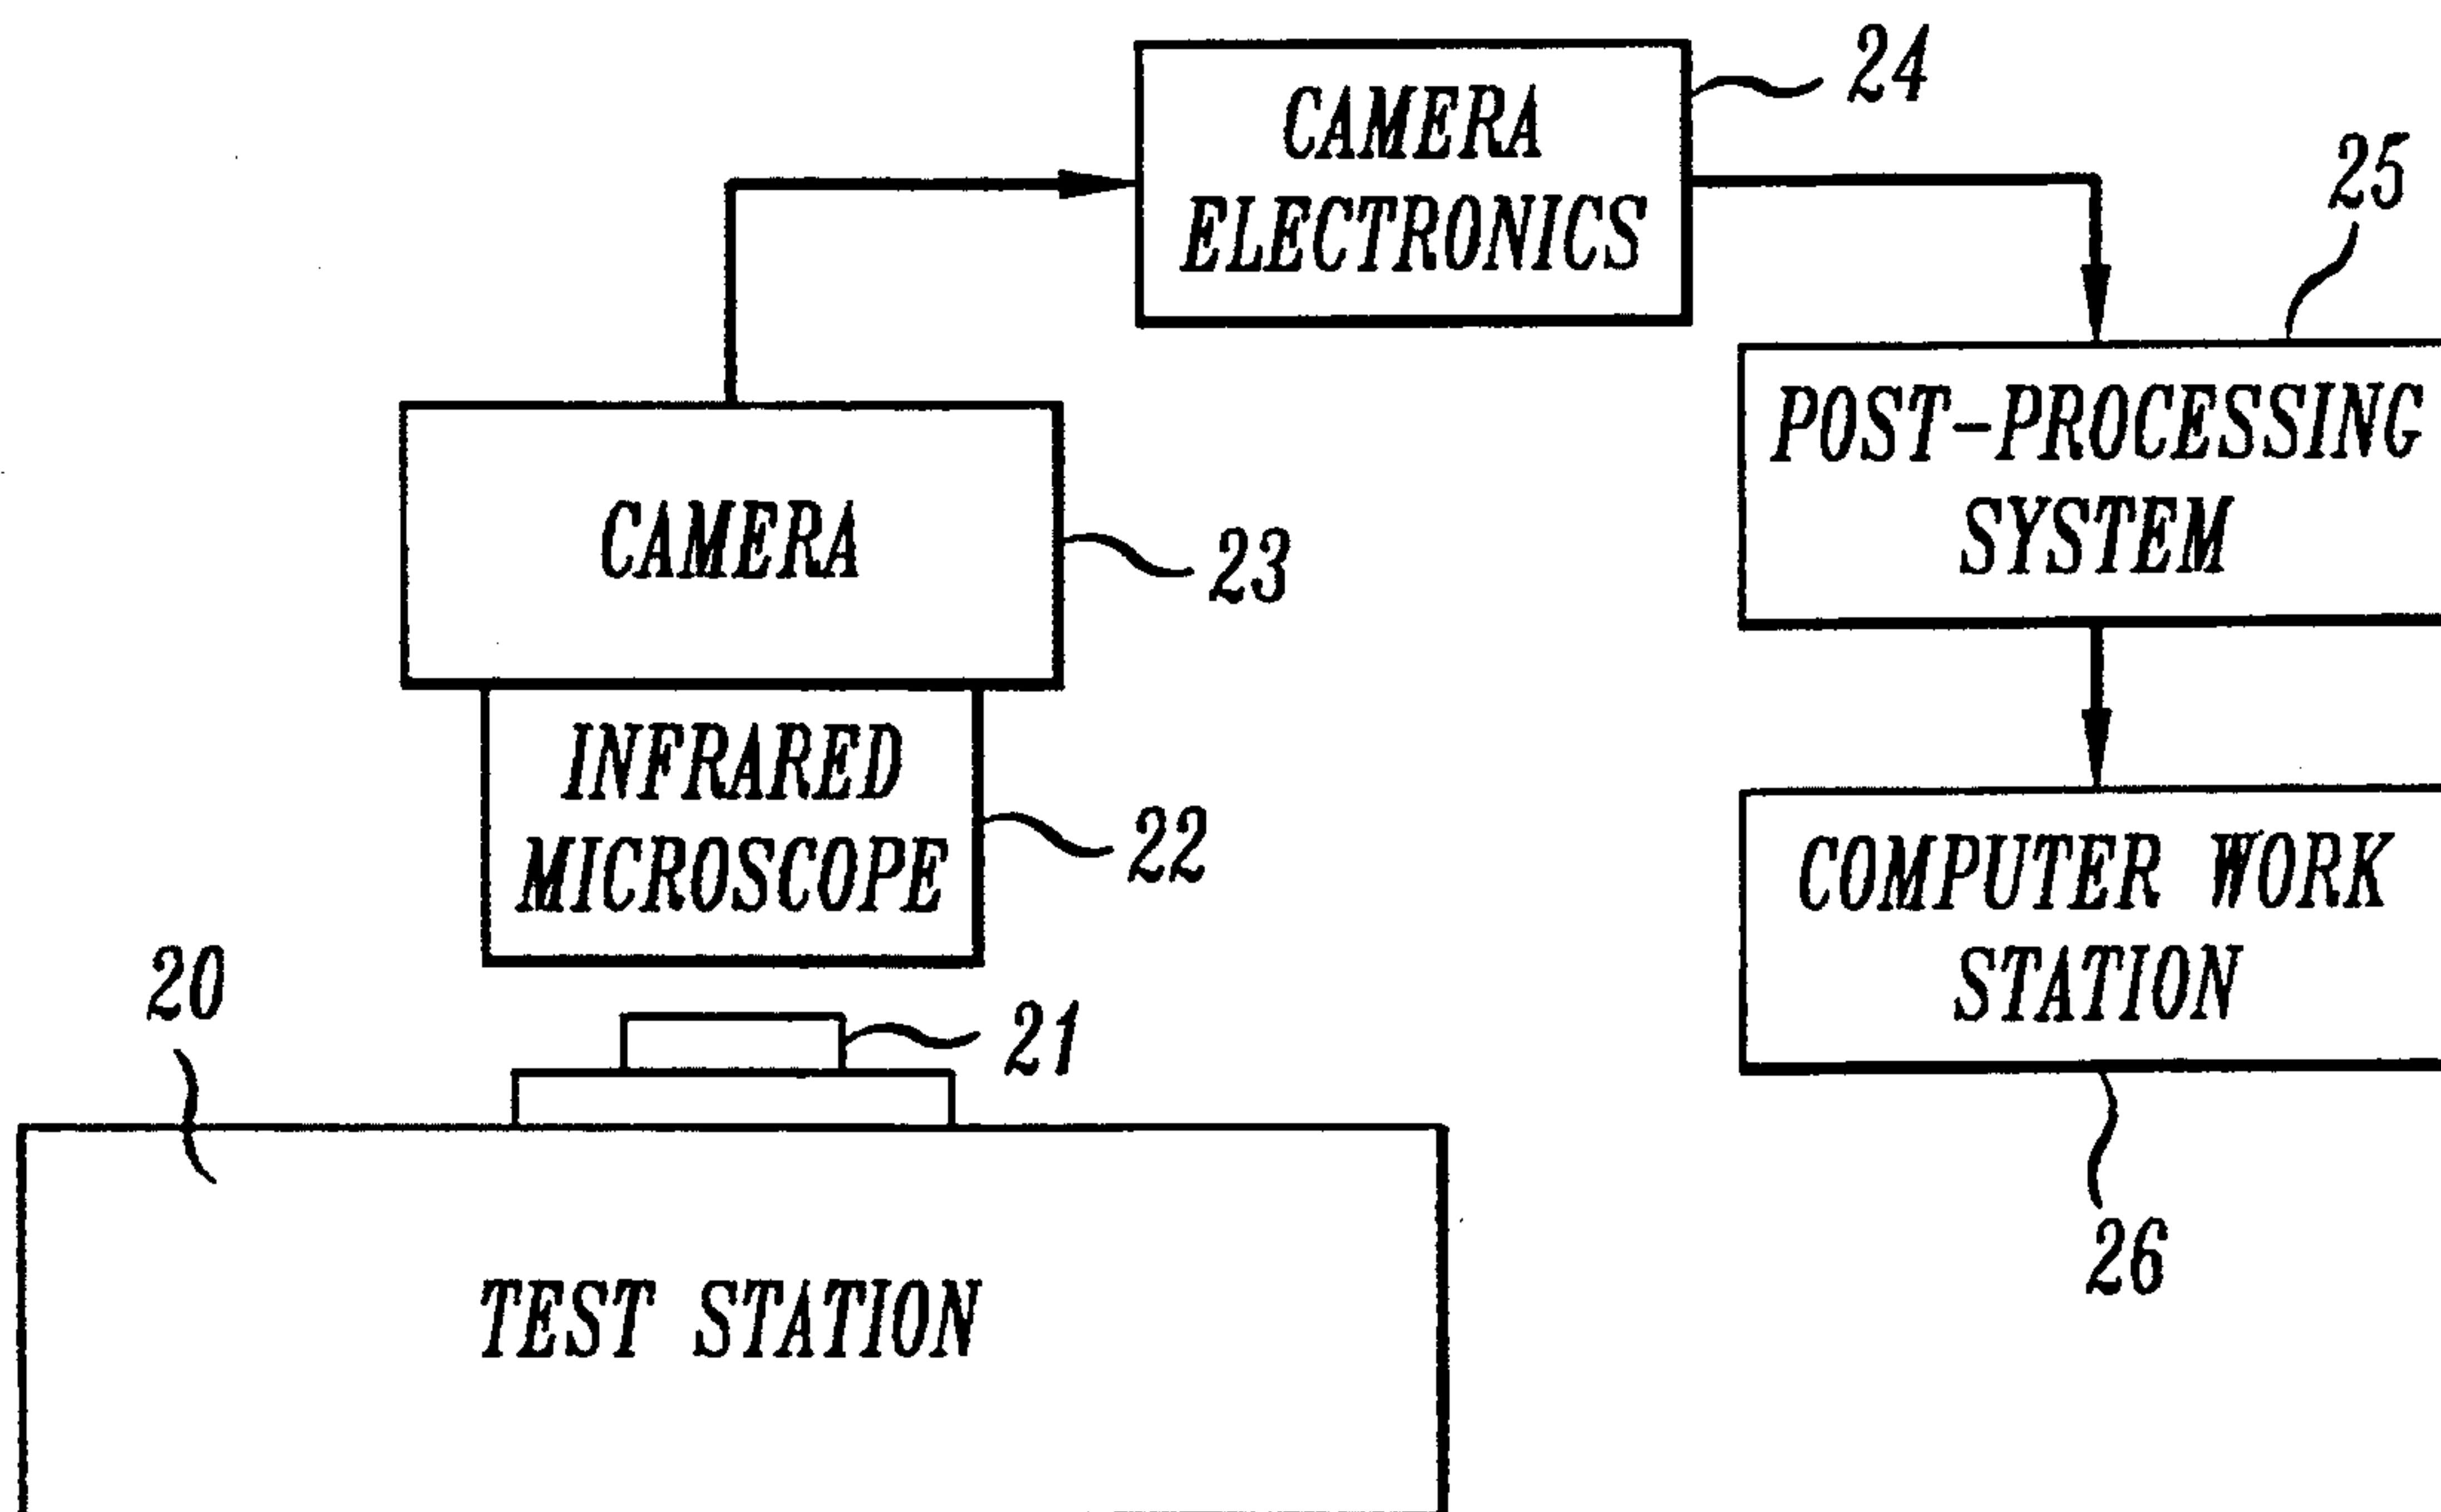 24
CAMERA
ELECTRONICS
25
POST-PROCESSING
SYSTEM
CAMERA
23
INFRARED
MICROSCOPE
22
COMPUTER WORK
STATION
20
21
26
TEST STATION